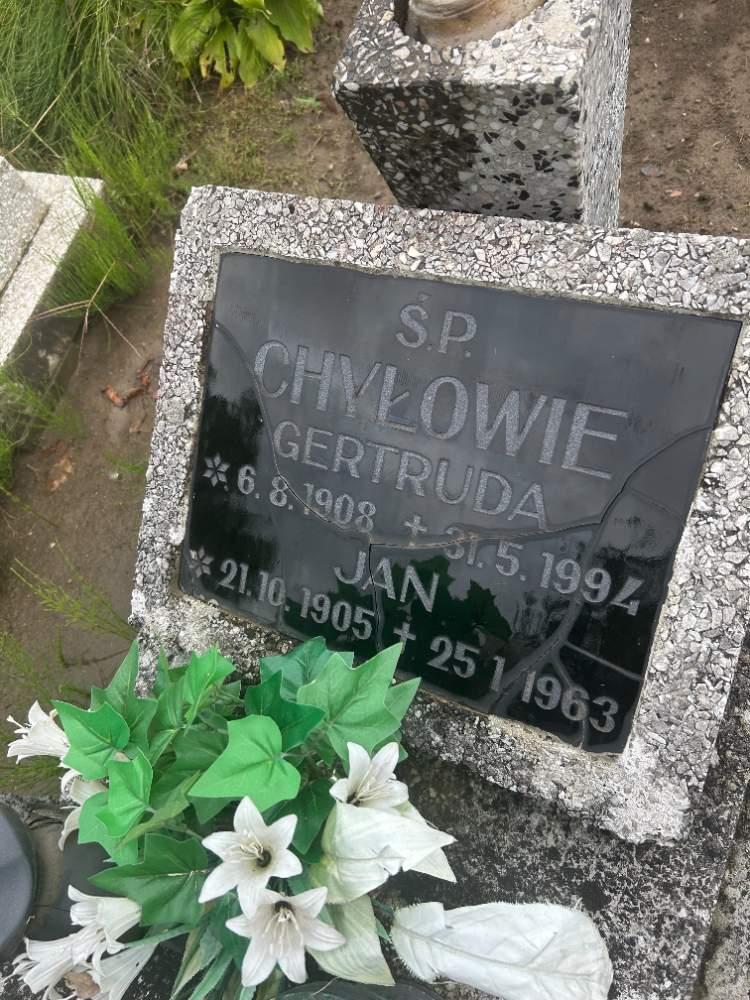 Ś.P.
CHYŁOWIE
GERTRUDA
* 6.8.1908 + 31.5.1994
JAN
* 21.10.1905 + 25.1.1963